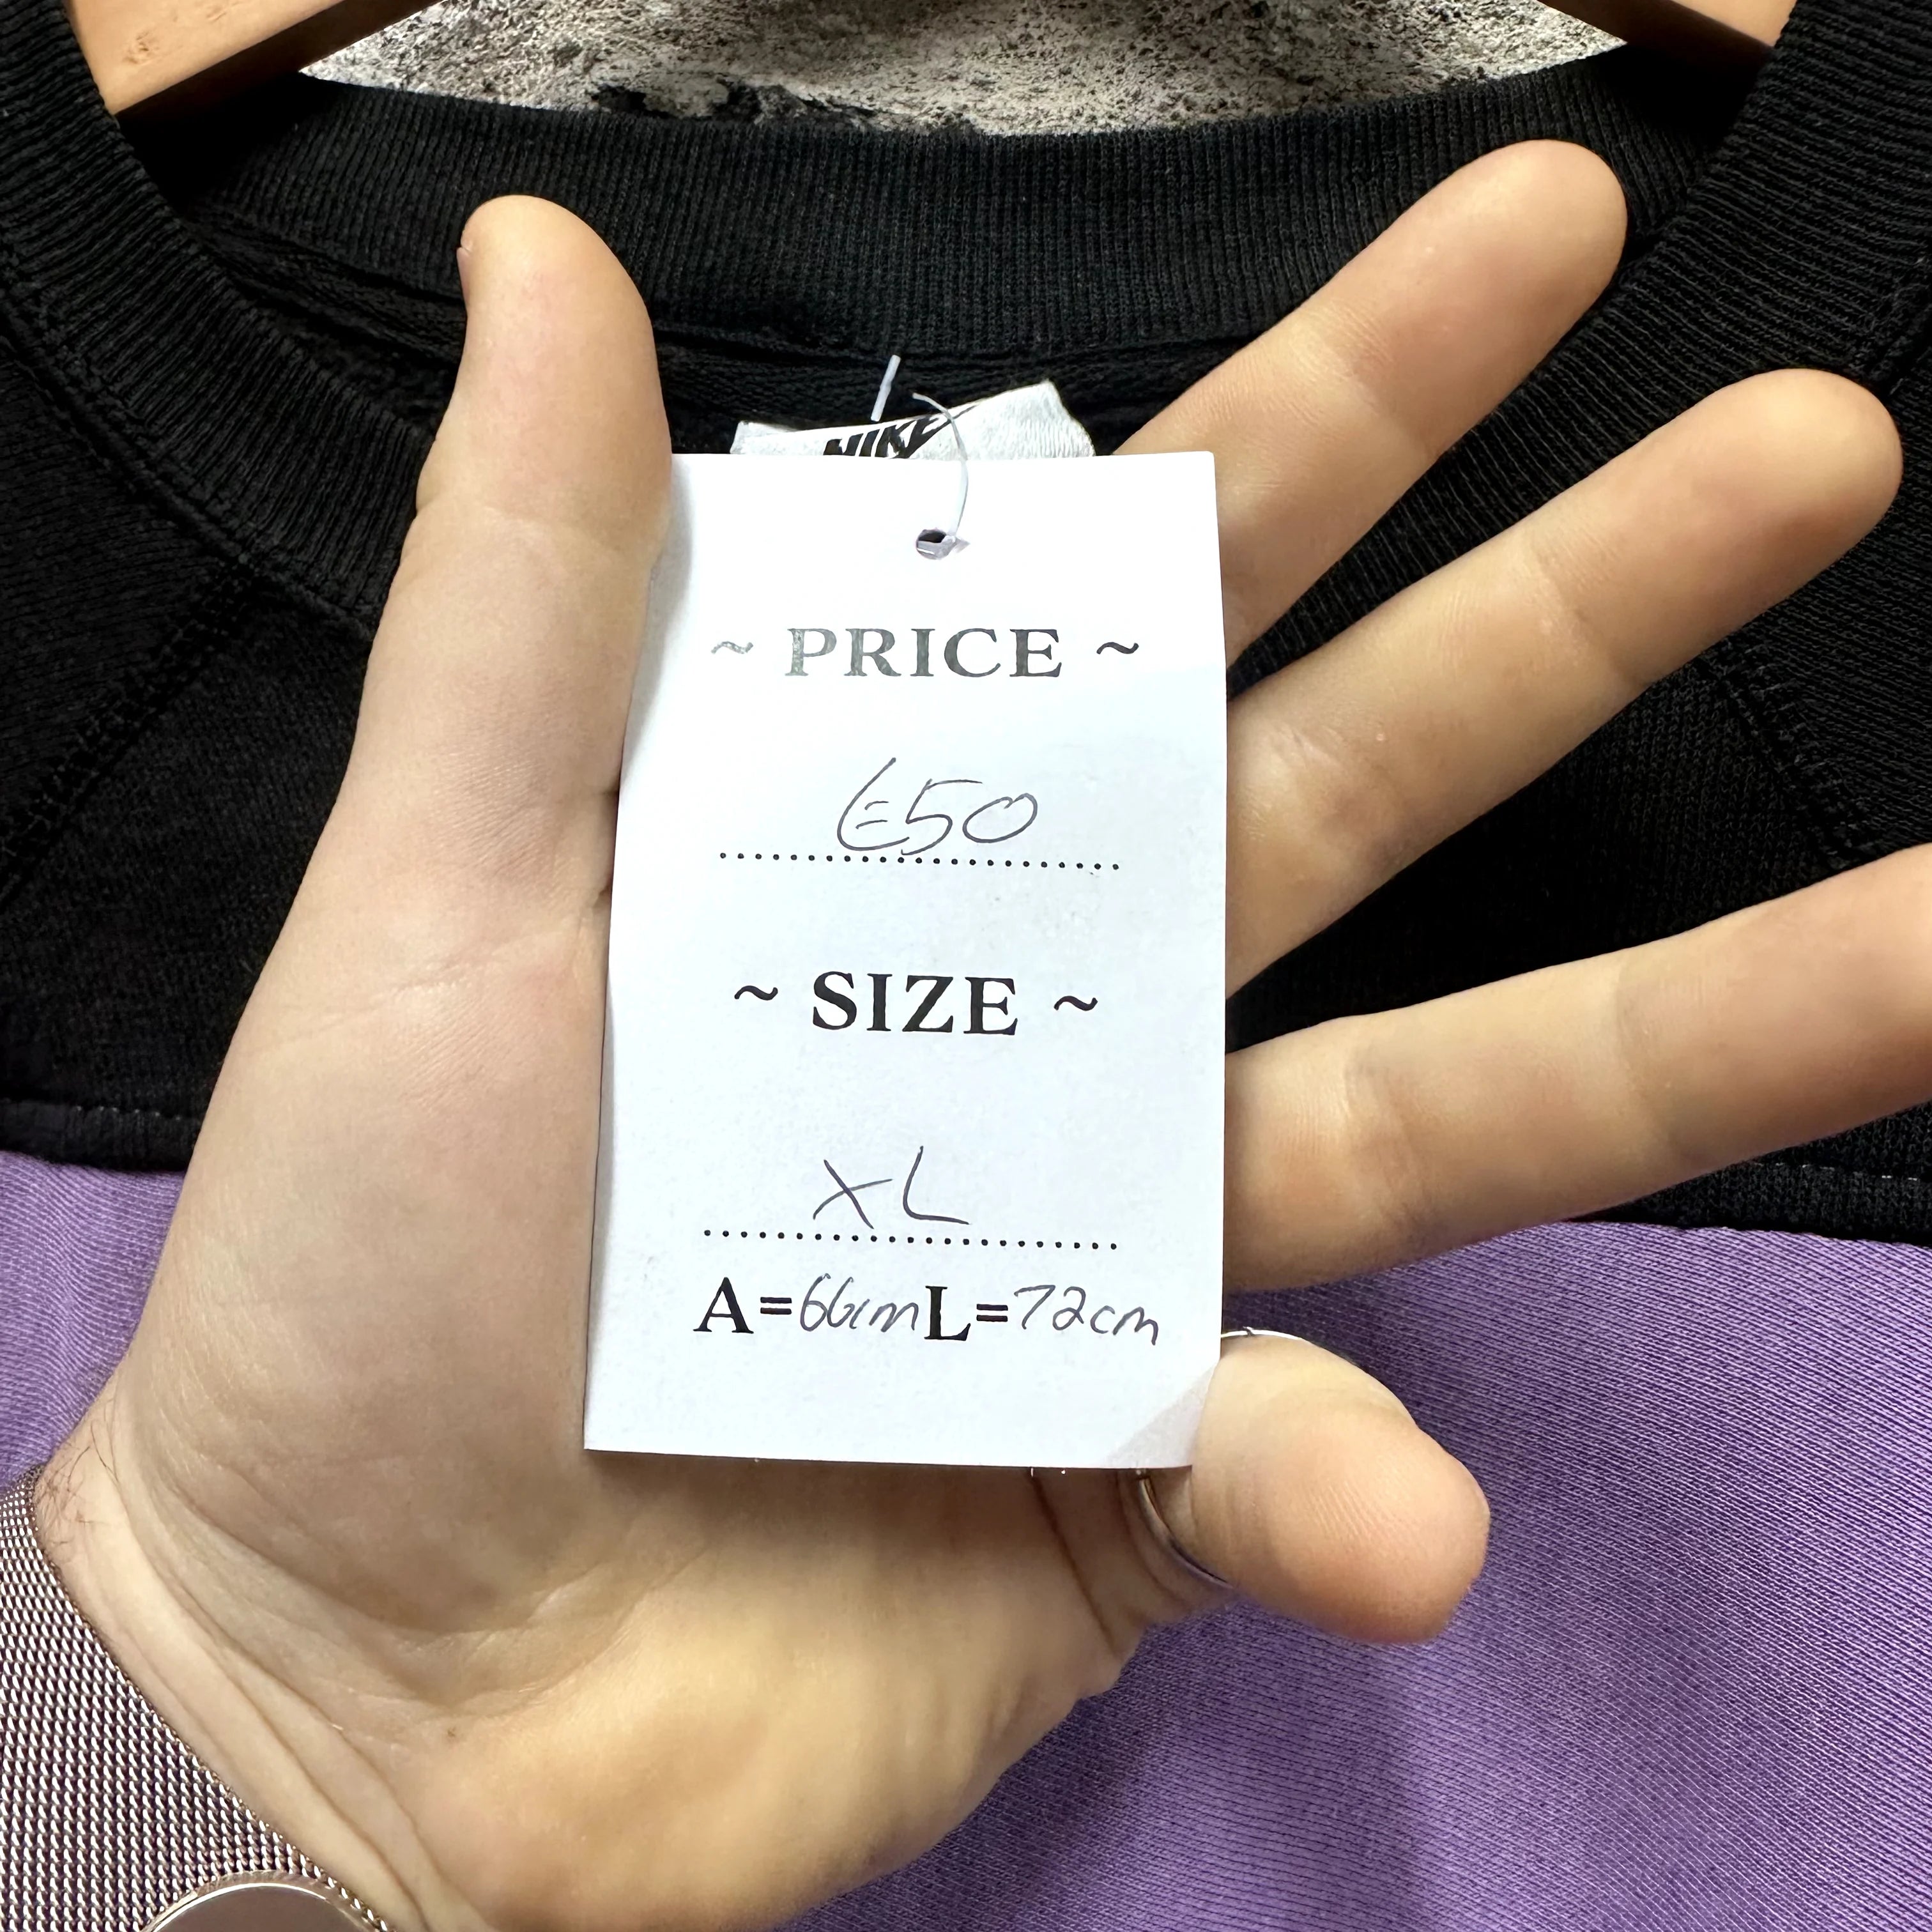 NIKE
~ PRICE ~
€50
~ SIZE ~
XL
A=66cm L=72cm